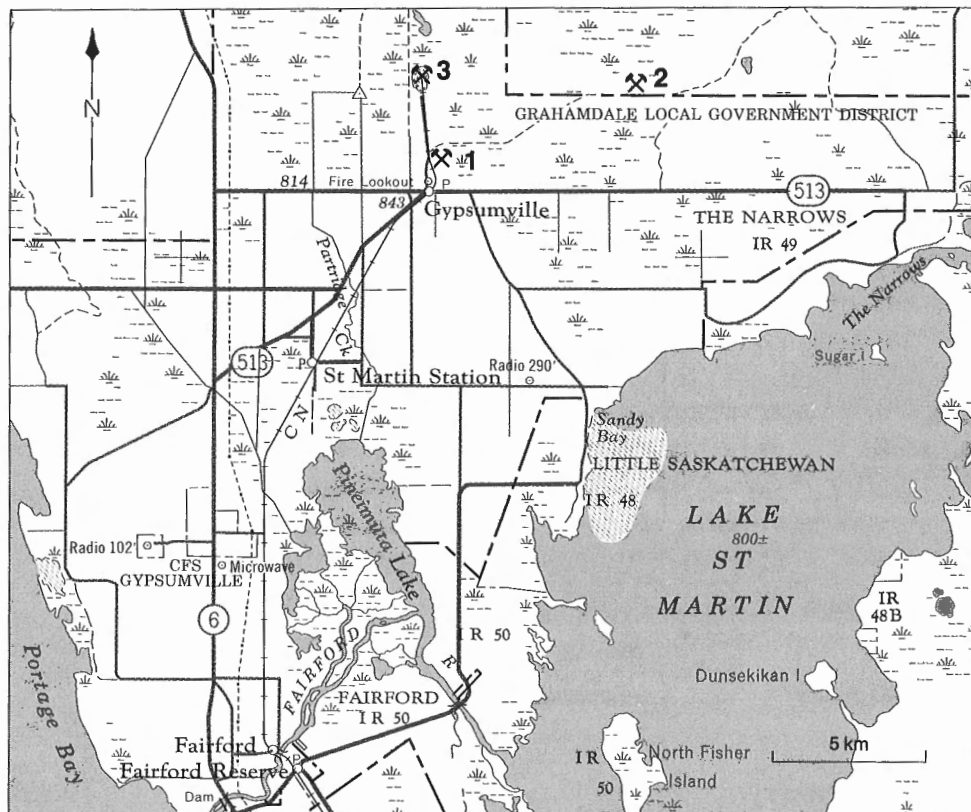 3
2
N
GRAHAMDALE LOCAL GOVERNMENT DISTRICT
1
814
Fire Lookout
P
513
843
Gypsumville
THE NARROWS
IR 49
Partridge
Ck
The Narrows
Sugar I
513
P
St Martin Station
Radio 290'
CN
Sandy
Bay
LITTLE SASKATCHEWAN
IR 48
Pinemuta Lake
LAKE
800±
ST
MARTIN
Radio 102'
CFS
GYPSUMVILLE
Microwave
6
IR
48B
IR 50
FAIRFORD
R
FAIRFORD
IR 50
Portage Bay
Dunsekikan I
Fairford
Fairford Reserve
P
Dam
IR
50
North Fisher
Island
5 km